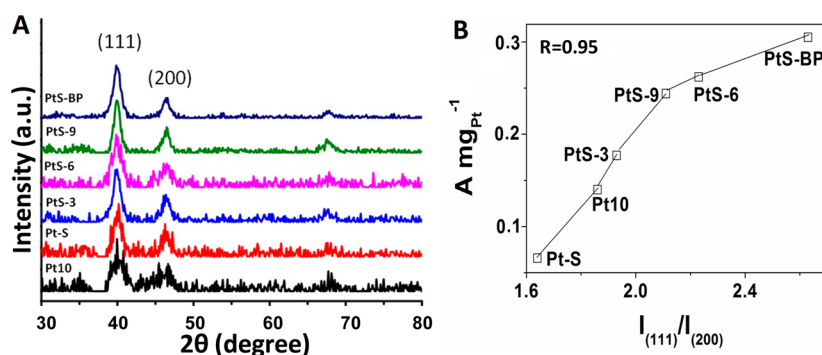 A
(111)
(200)
PtS-BP
PtS-9
PtS-6
PtS-3
Pt-S
Pt10
Intensity (a.u.)
30 40 50 60 70 80
2θ (degree)
B
R=0.95
PtS-BP
PtS-9
PtS-6
PtS-3
Pt10
Pt-S
0.3
0.2
0.1
A mgPt-1
1.6 2.0 2.4
I(111)/I(200)